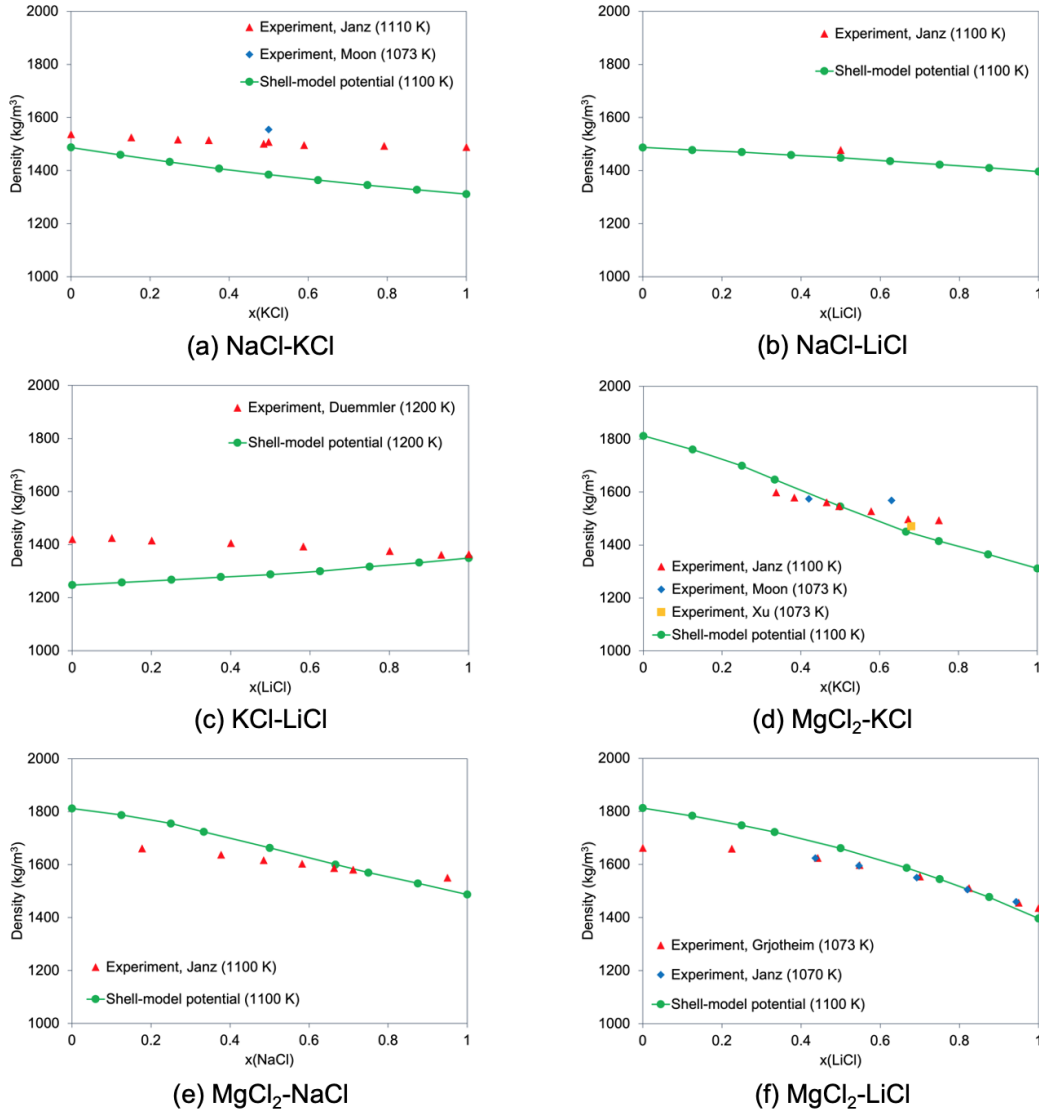 2000
1800
1600
1400
1200
1000
Density (kg/m³)
Experiment, Janz (1110 K)
Experiment, Moon (1073 K)
Shell-model potential (1100 K)
0 0.2 0.4 0.6 0.8 1
x(KCl)
(a) NaCl-KCl
2000
1800
1600
1400
1200
1000
Density (kg/m³)
Experiment, Janz (1100 K)
Shell-model potential (1100 K)
0 0.2 0.4 0.6 0.8 1
x(LiCl)
(b) NaCl-LiCl
2000
1800
1600
1400
1200
1000
Density (kg/m³)
Experiment, Duemmler (1200 K)
Shell-model potential (1200 K)
0 0.2 0.4 0.6 0.8 1
x(LiCl)
(c) KCl-LiCl
2000
1800
1600
1400
1200
1000
Density (kg/m³)
Experiment, Janz (1100 K)
Experiment, Moon (1073 K)
Experiment, Xu (1073 K)
Shell-model potential (1100 K)
0 0.2 0.4 0.6 0.8 1
x(KCl)
(d) MgCl₂-KCl
2000
1800
1600
1400
1200
1000
Density (kg/m³)
Experiment, Janz (1100 K)
Shell-model potential (1100 K)
0 0.2 0.4 0.6 0.8 1
x(NaCl)
(e) MgCl₂-NaCl
2000
1800
1600
1400
1200
1000
Density (kg/m³)
Experiment, Grjotheim (1073 K)
Experiment, Janz (1070 K)
Shell-model potential (1100 K)
0 0.2 0.4 0.6 0.8 1
x(LiCl)
(f) MgCl₂-LiCl